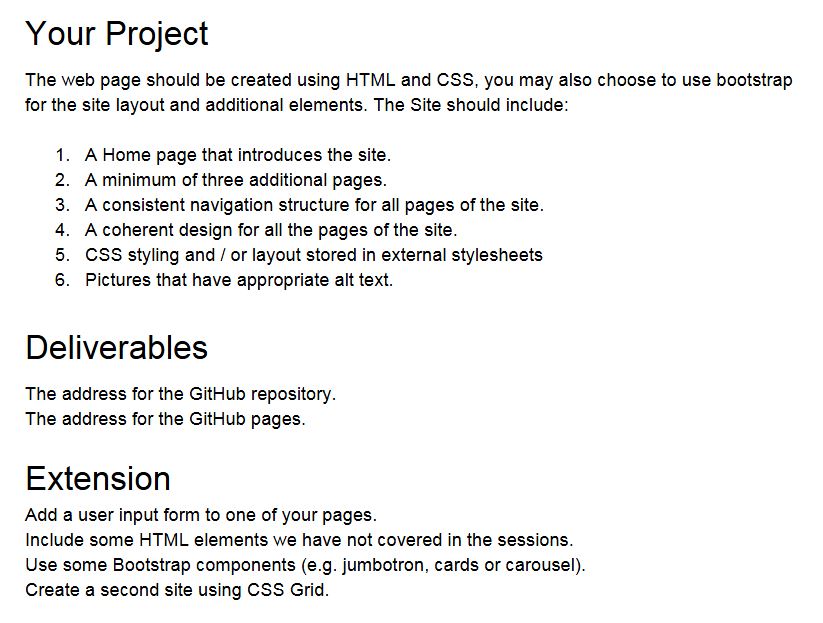 Your Project
The web page should be created using HTML and CSS, you may also choose to use bootstrap
for the site layout and additional elements. The Site should include:
1. A Home page that introduces the site.
2. A minimum of three additional pages.
3. A consistent navigation structure for all pages of the site.
4. A coherent design for all the pages of the site.
5. CSS styling and / or layout stored in external stylesheets
6. Pictures that have appropriate alt text.
Deliverables
The address for the GitHub repository.
The address for the GitHub pages.
Extension
Add a user input form to one of your pages.
Include some HTML elements we have not covered in the sessions.
Use some Bootstrap components (e.g. jumbotron, cards or carousel).
Create a second site using CSS Grid.